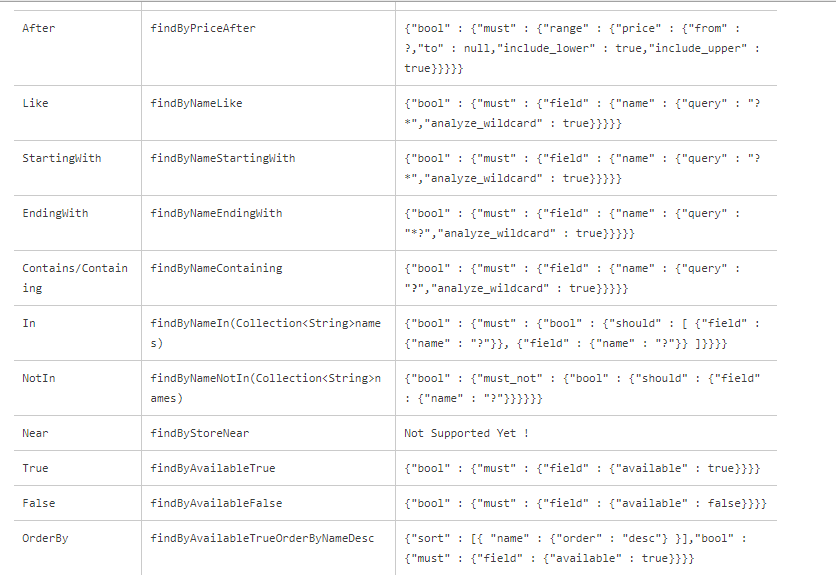 After findByPriceAfter {"bool" : {"must" : {"range" : {"price" : {"from" :
?,"to" : null,"include_lower" : true,"include_upper" :
true}}}}}
Like findByNameLike {"bool" : {"must" : {"field" : {"name" : {"query" : "?
*","analyze_wildcard" : true}}}}}
StartingWith findByNameStartingWith {"bool" : {"must" : {"field" : {"name" : {"query" : "?
*","analyze_wildcard" : true}}}}}
EndingWith findByNameEndingWith {"bool" : {"must" : {"field" : {"name" : {"query" :
"*?","analyze_wildcard" : true}}}}}
Contains/Contain findByNameContaining {"bool" : {"must" : {"field" : {"name" : {"query" :
ing "?","analyze_wildcard" : true}}}}}
In findByNameIn(Collection<String>name {"bool" : {"must" : {"bool" : {"should" : [ {"field" :
s) {"name" : "?"}}, {"field" : {"name" : "?"}} ]}}}}
NotIn findByNameNotIn(Collection<String>n {"bool" : {"must_not" : {"bool" : {"should" : {"field"
ames) : {"name" : "?"}}}}}}
Near findByStoreNear Not Supported Yet !
True findByAvailableTrue {"bool" : {"must" : {"field" : {"available" : true}}}}
False findByAvailableFalse {"bool" : {"must" : {"field" : {"available" : false}}}}
OrderBy findByAvailableTrueOrderByNameDesc {"sort" : [{ "name" : {"order" : "desc"} }],"bool" :
{"must" : {"field" : {"available" : true}}}}